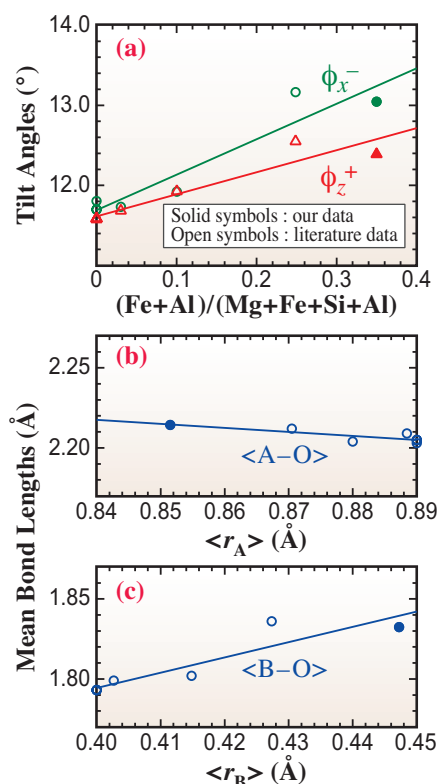 (a)
14.0
13.0
12.0
11.0
Tilt Angles (°)
ϕx−
ϕz+
Solid symbols : our data
Open symbols : literature data
0 0.1 0.2 0.3 0.4
(Fe+Al)/(Mg+Fe+Si+Al)
Mean Bond Lengths (Å)
(b)
2.25
2.20
<A–O>
0.84 0.85 0.86 0.87 0.88 0.89
<rA> (Å)
(c)
1.85
1.80
<B–O>
0.40 0.41 0.42 0.43 0.44 0.45
<rB> (Å)